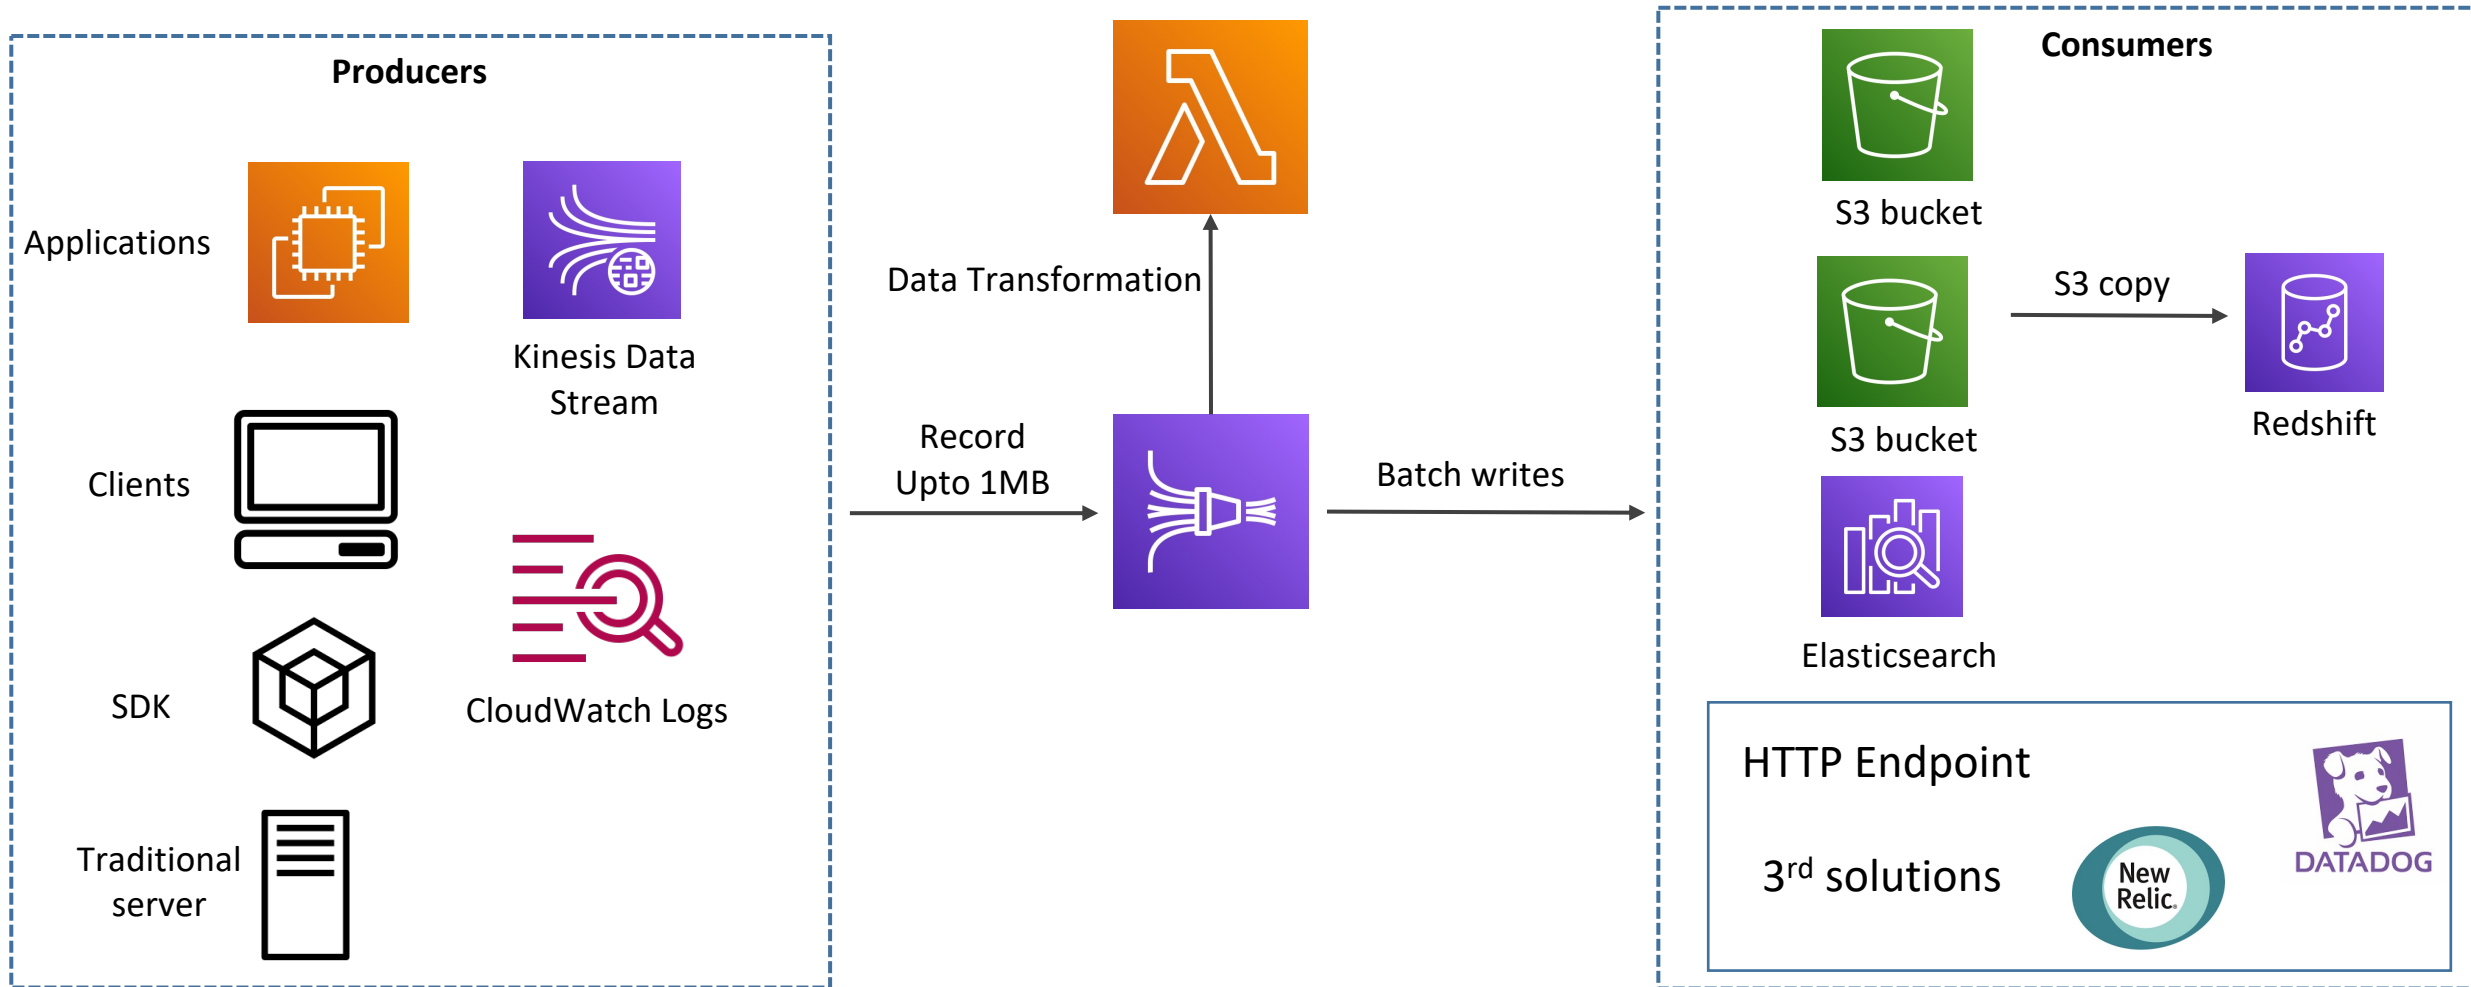 Producers
Applications
Kinesis Data
Stream
Clients
SDK
CloudWatch Logs
Traditional
server
Record
Upto 1MB
Data Transformation
Batch writes
Consumers
S3 bucket
S3 bucket
S3 copy
Redshift
Elasticsearch
HTTP Endpoint
3rd solutions
New
Relic.
DATADOG